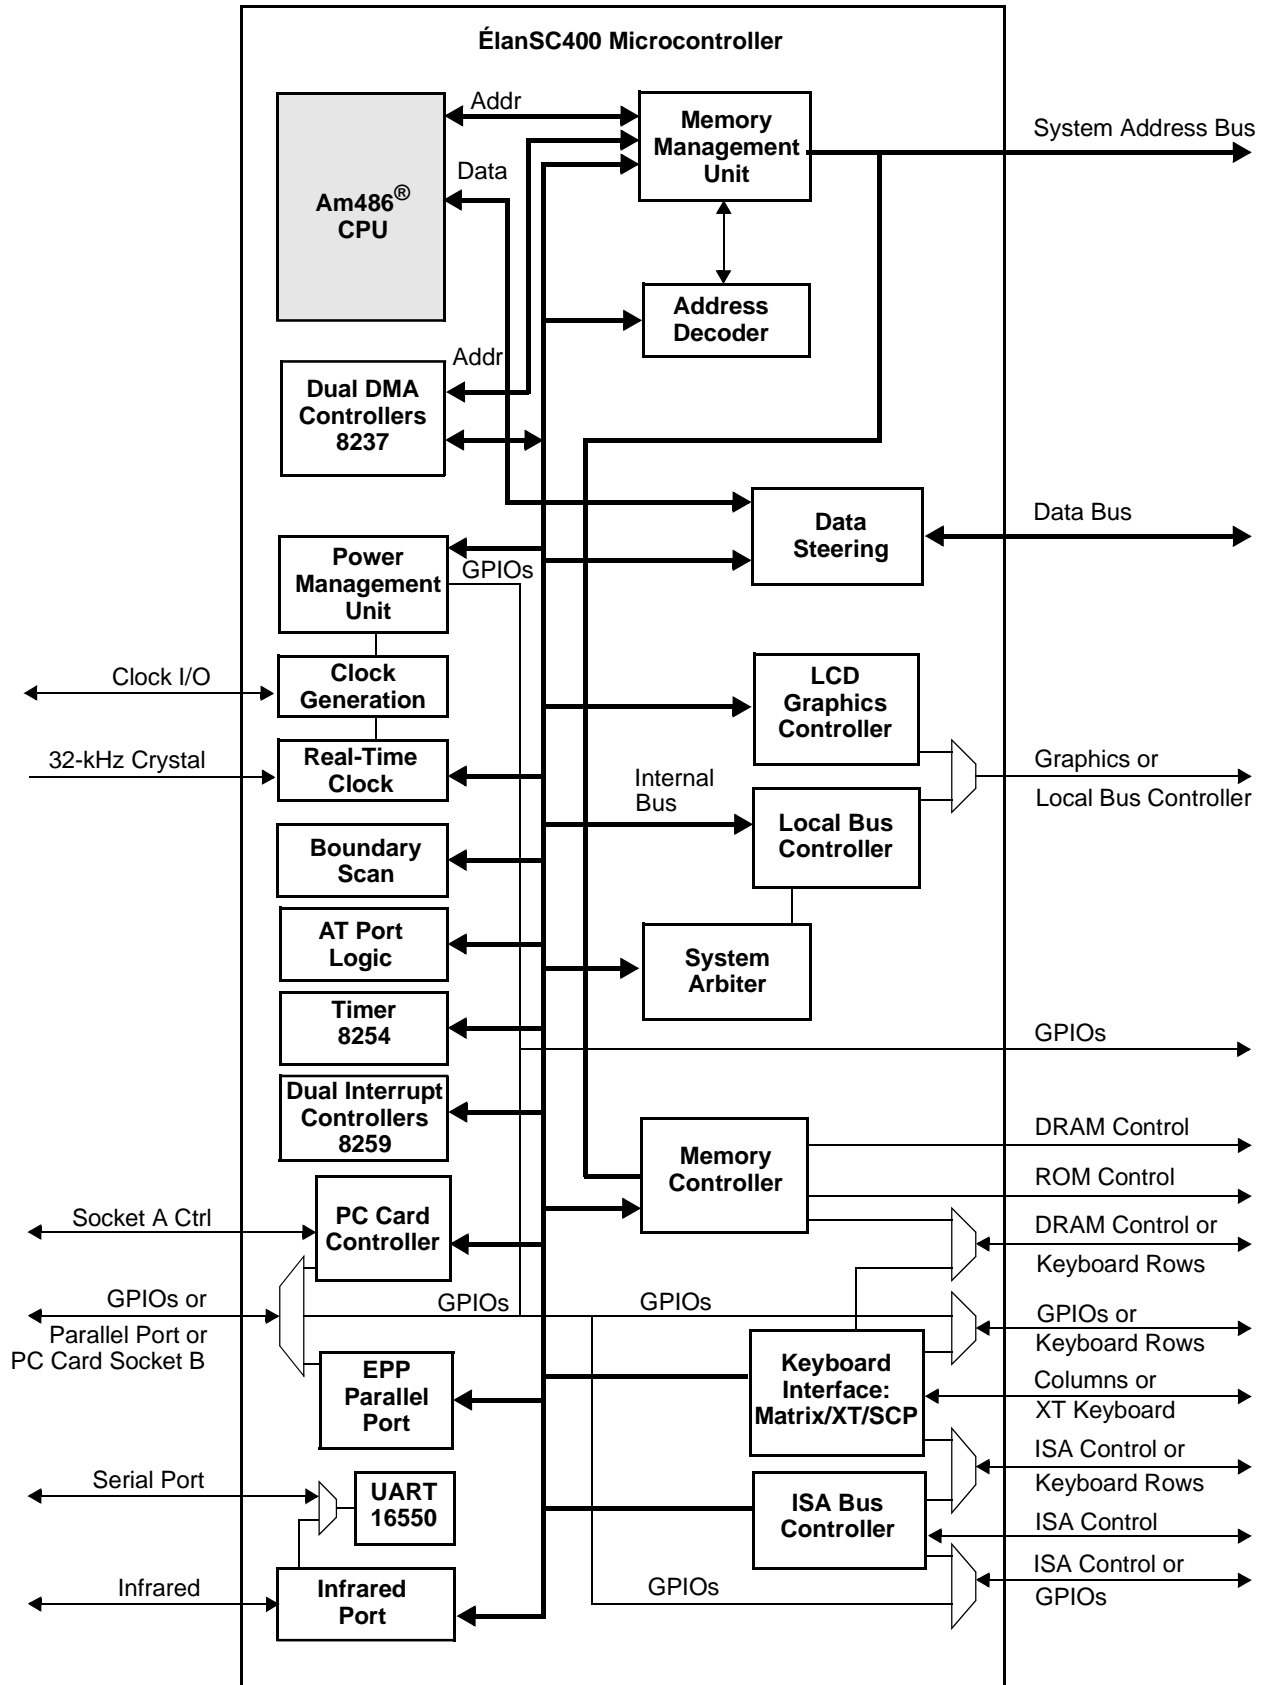 ÉlanSC400 Microcontroller
Addr
Memory
Management
Unit
System Address Bus
Data
Am486®
CPU
Address
Decoder
Addr
Dual DMA
Controllers
8237
Data
Steering
Data Bus
Power
Management
Unit
GPIOs
Clock I/O
Clock
Generation
LCD
Graphics
Controller
32-kHz Crystal
Real-Time
Clock
Internal
Bus
Graphics or
Local Bus Controller
Local Bus
Controller
Boundary
Scan
AT Port
Logic
System
Arbiter
Timer
8254
GPIOs
Dual Interrupt
Controllers
8259
Memory
Controller
DRAM Control
ROM Control
Socket A Ctrl
PC Card
Controller
DRAM Control or
Keyboard Rows
GPIOs or
Parallel Port or
PC Card Socket B
GPIOs
GPIOs
GPIOs or
Keyboard Rows
EPP
Parallel
Port
Keyboard
Interface:
Matrix/XT/SCP
Columns or
XT Keyboard
Serial Port
UART
16550
ISA Control or
Keyboard Rows
ISA Bus
Controller
ISA Control
Infrared
Infrared
Port
GPIOs
ISA Control or
GPIOs